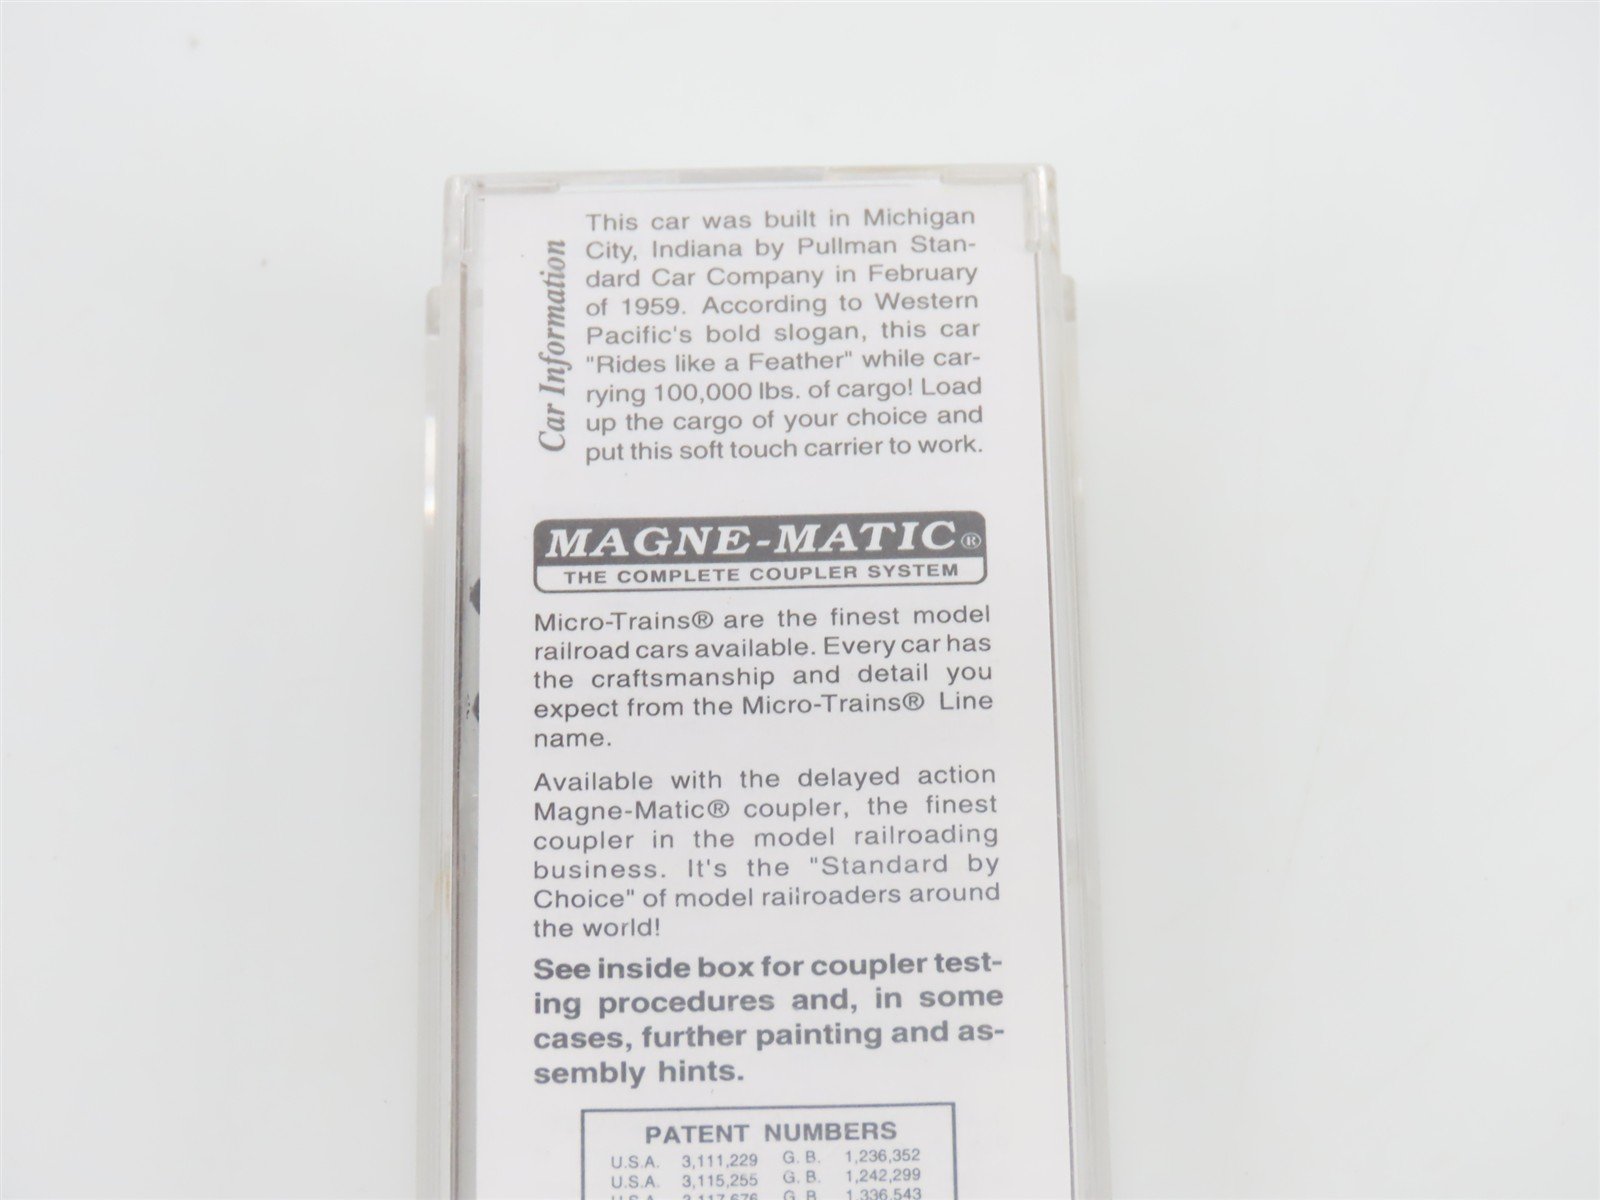 Car Information
This car was built in Michigan
City, Indiana by Pullman Stan-
dard Car Company in February
of 1959. According to Western
Pacific's bold slogan, this car
"Rides like a Feather" while car-
rying 100,000 lbs. of cargo! Load
up the cargo of your choice and
put this soft touch carrier to work.
MAGNE-MATIC®
THE COMPLETE COUPLER SYSTEM
Micro-Trains® are the finest model
railroad cars available. Every car has
the craftsmanship and detail you
expect from the Micro-Trains® Line
name.
Available with the delayed action
Magne-Matic® coupler, the finest
coupler in the model railroading
business. It's the "Standard by
Choice" of model railroaders around
the world!
See inside box for coupler test-
ing procedures and, in some
cases, further painting and as-
sembly hints.
PATENT NUMBERS
U.S.A. 3,111,229 G. B. 1,236,352
U.S.A. 3,115,255 G. B. 1,242,299
U.S.A. 3,117,676 G. B. 1,336,543